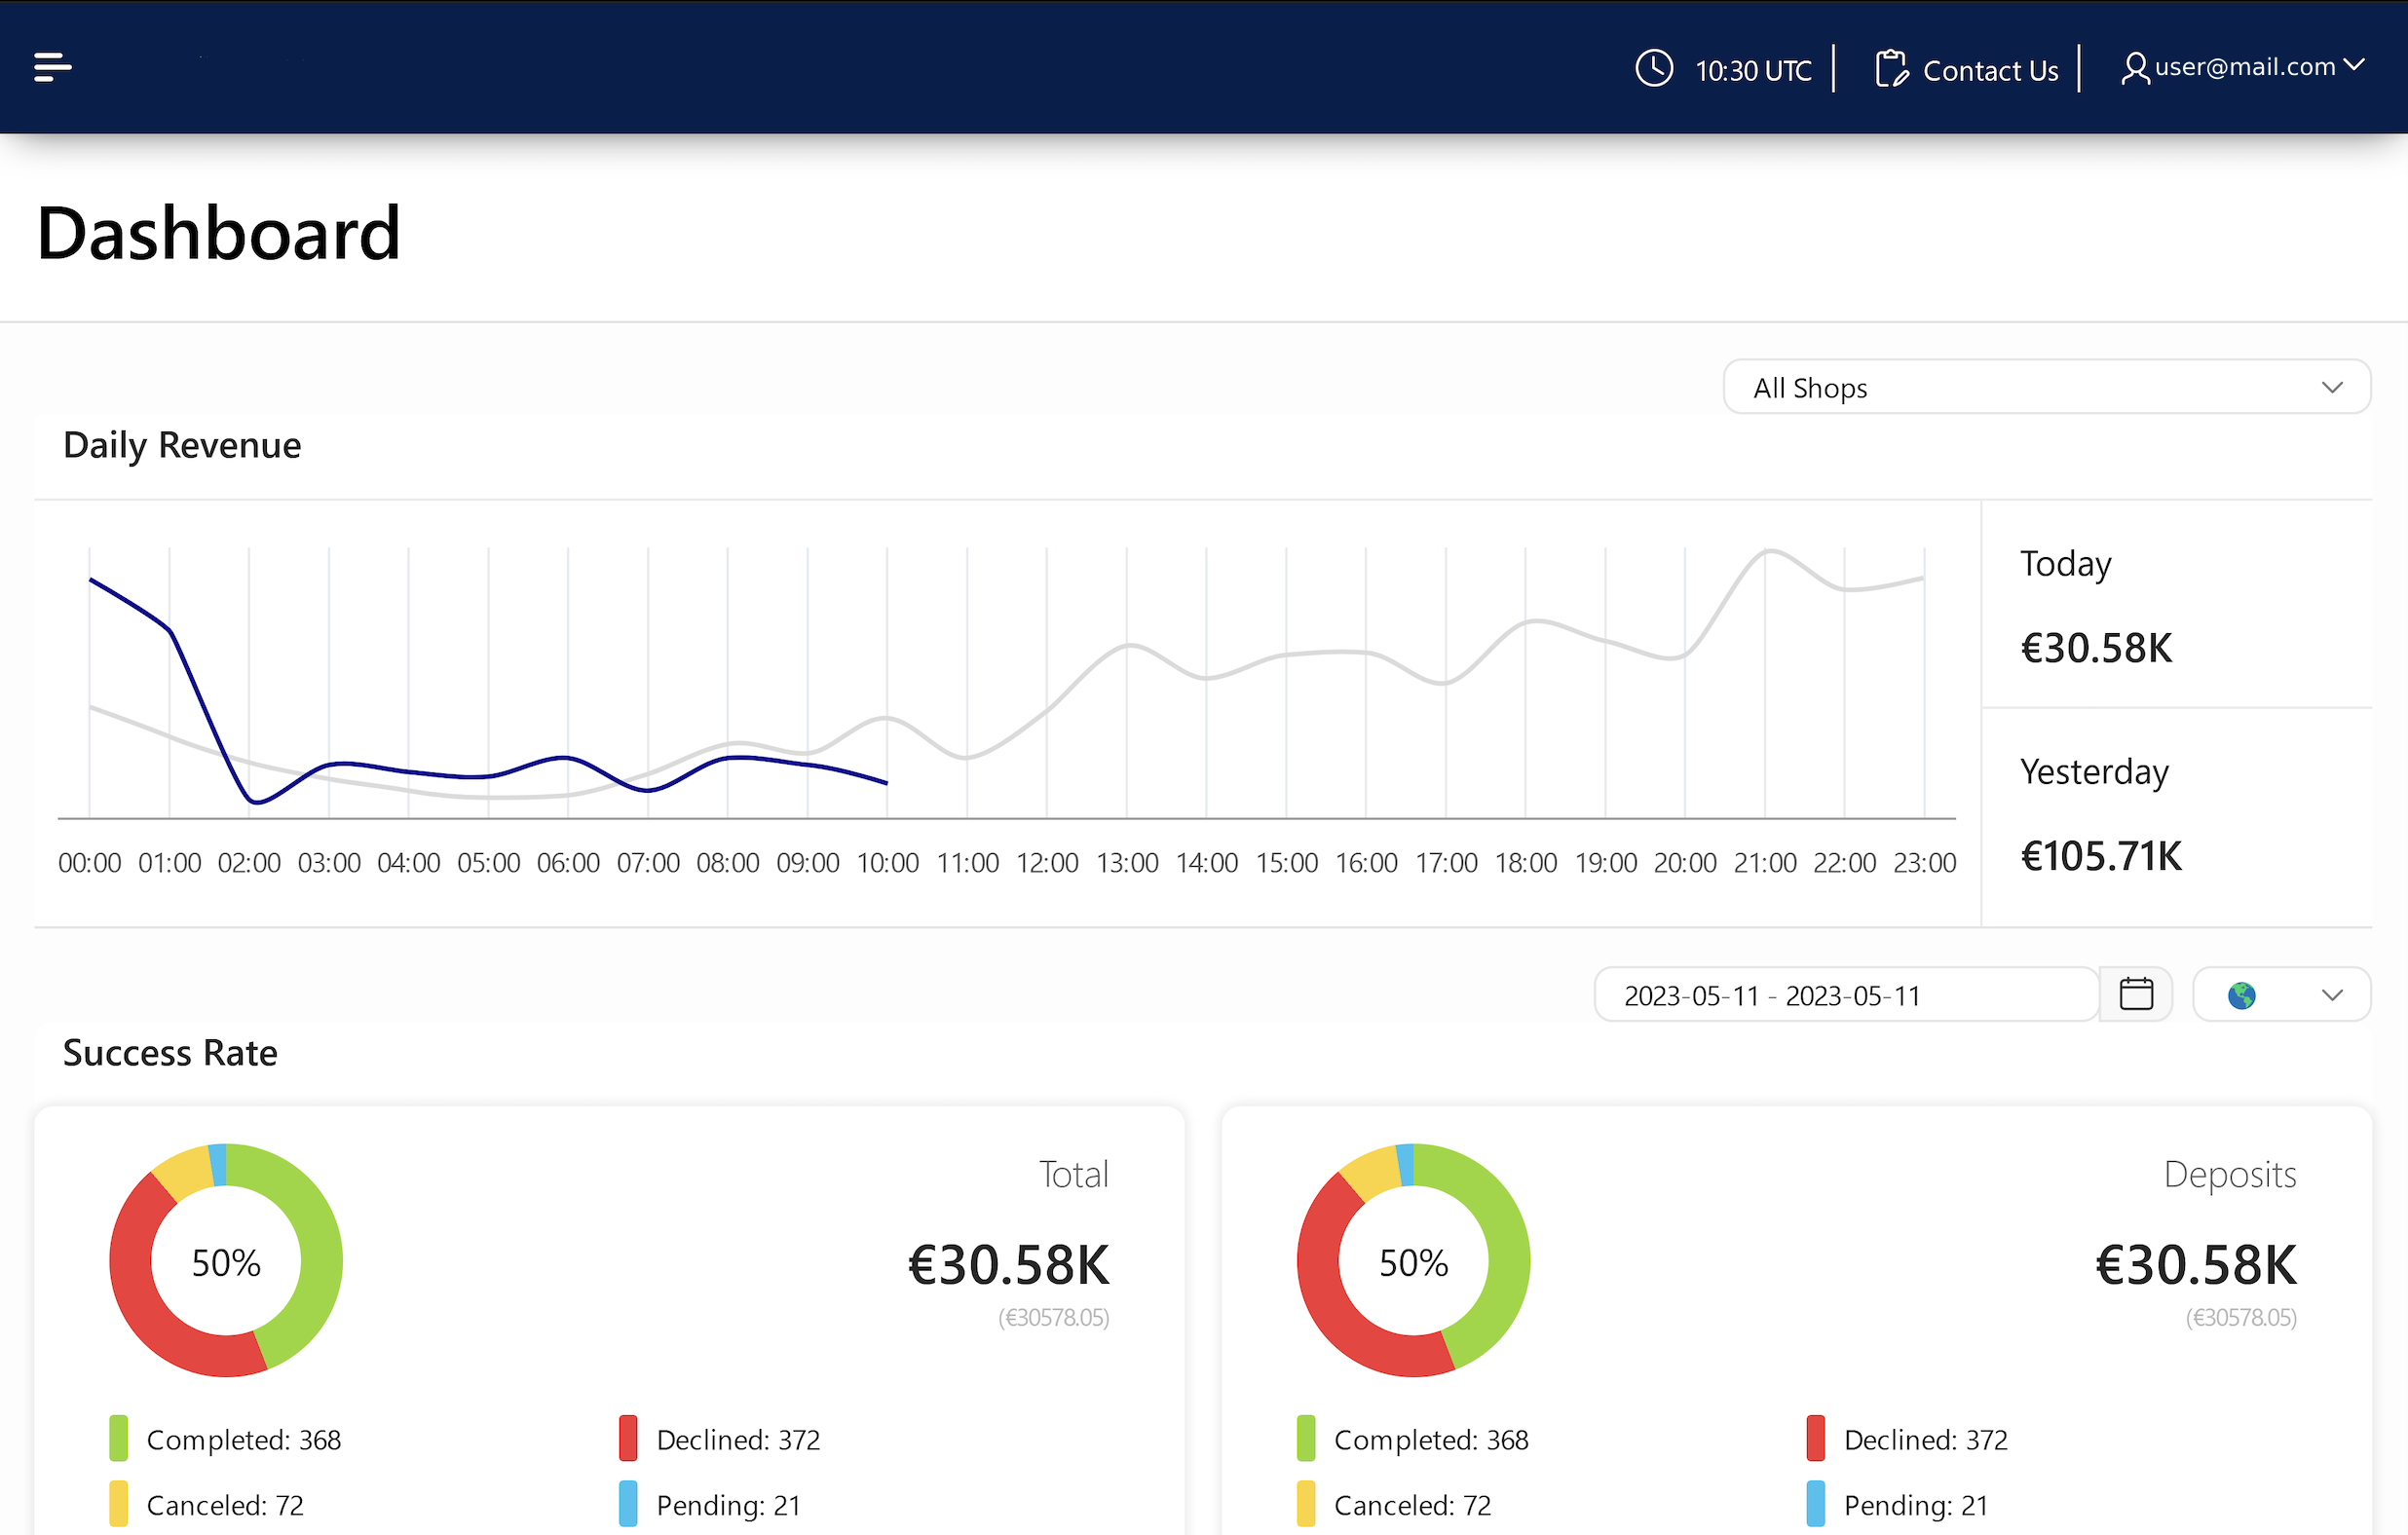 10:30 UTC Contact Us user@mail.com
Dashboard
All Shops
Daily Revenue
Today
€30.58K
Yesterday
€105.71K
00:00 01:00 02:00 03:00 04:00 05:00 06:00 07:00 08:00 09:00 10:00 11:00 12:00 13:00 14:00 15:00 16:00 17:00 18:00 19:00 20:00 21:00 22:00 23:00
2023-05-11 - 2023-05-11
Success Rate
50%
Total
€30.58K
(€30578.05)
Completed: 368 Declined: 372
Canceled: 72 Pending: 21
50%
Deposits
€30.58K
(€30578.05)
Completed: 368 Declined: 372
Canceled: 72 Pending: 21